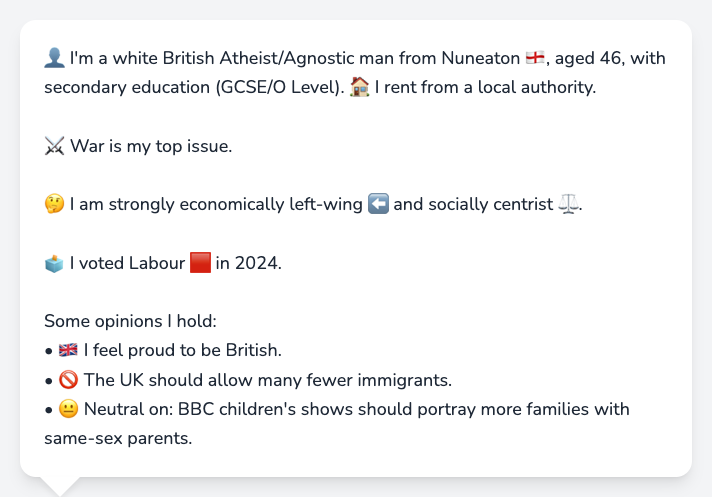 👤 I'm a white British Atheist/Agnostic man from Nuneaton 🏴󠁧󠁢󠁥󠁮󠁧󠁿, aged 46, with
secondary education (GCSE/O Level). 🏠 I rent from a local authority.
⚔️ War is my top issue.
🤔 I am strongly economically left-wing ⬅️ and socially centrist ⚖️.
🗳️ I voted Labour 🟥 in 2024.
Some opinions I hold:
• 🇬🇧 I feel proud to be British.
• 🚫 The UK should allow many fewer immigrants.
• 😐 Neutral on: BBC children's shows should portray more families with
same-sex parents.